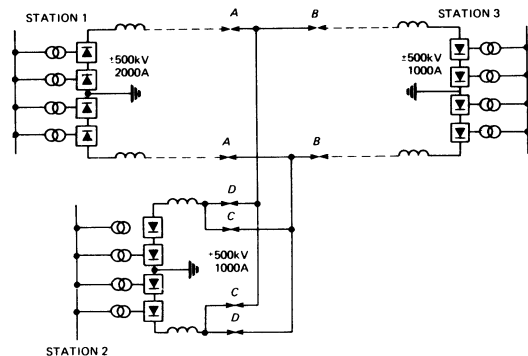 STATION 1
A
B
STATION 3
±500kV
2000A
±500kV
1000A
A
B
D
C
±500kV
1000A
C
D
STATION 2